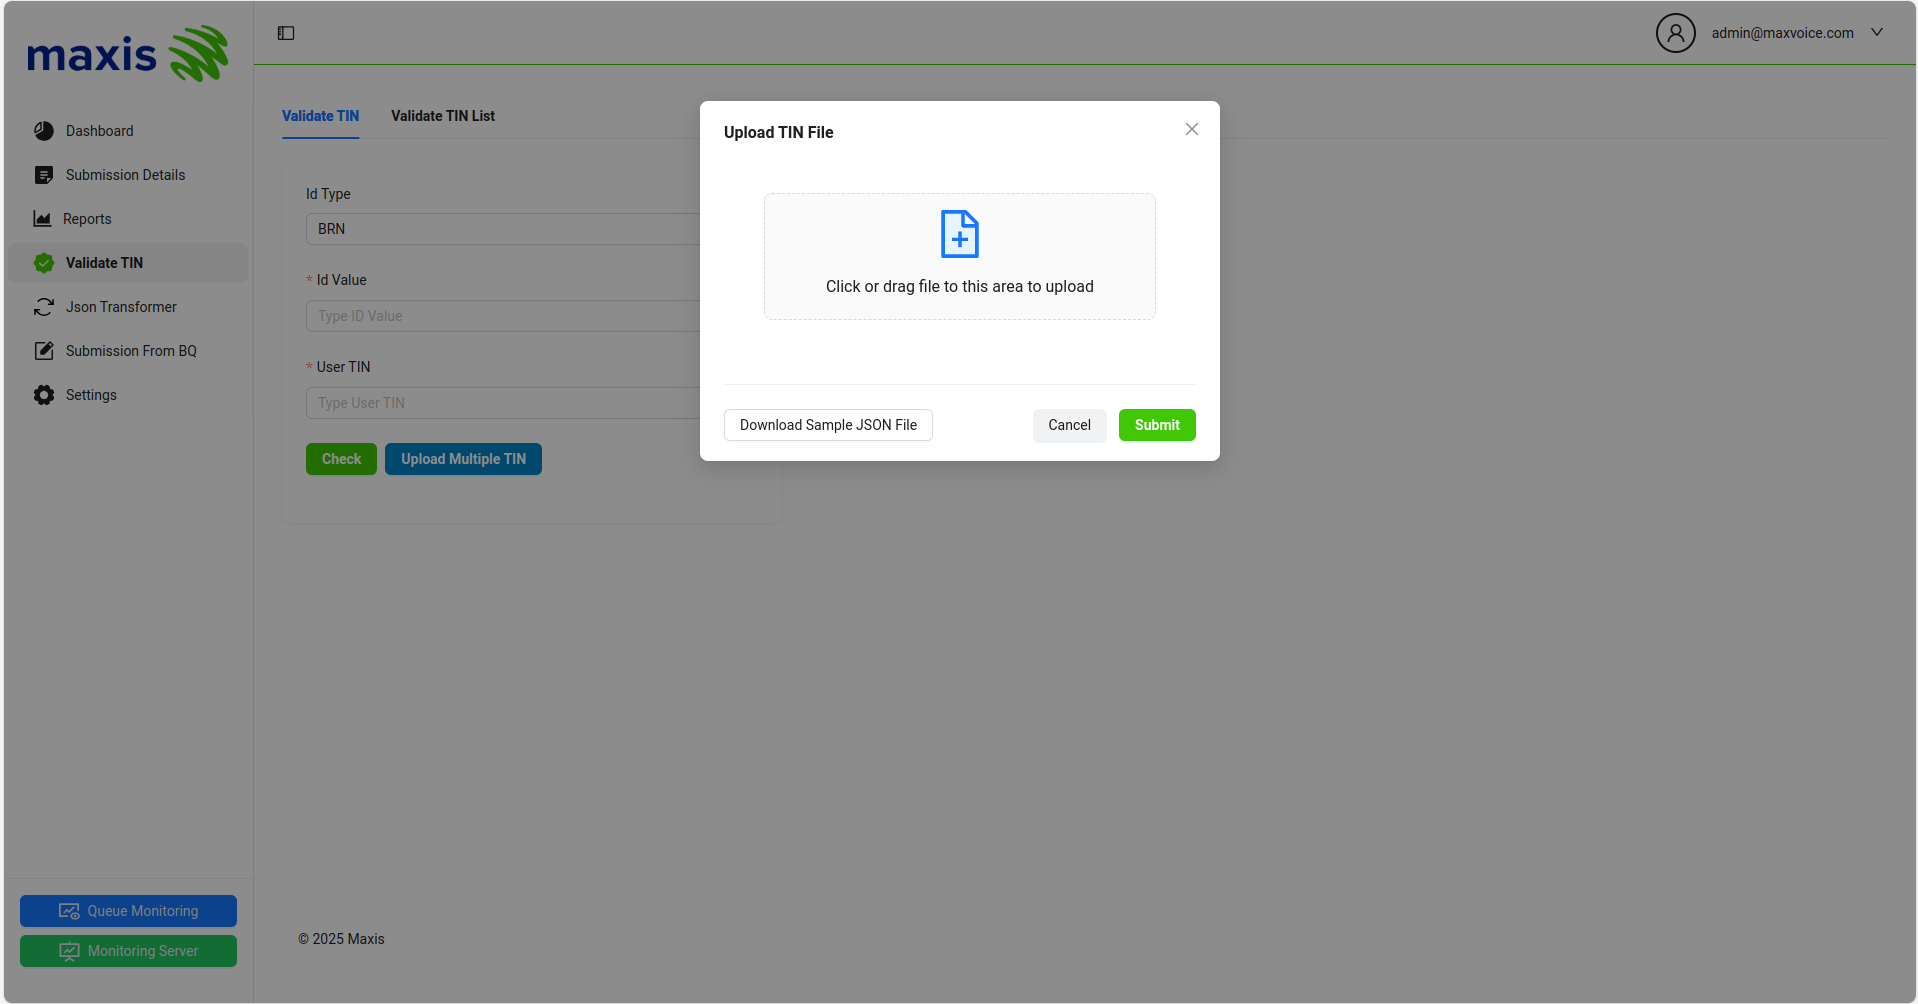 maxis
admin@maxvoice.com
Dashboard
Submission Details
Reports
Validate TIN
Json Transformer
Submission From BQ
Settings
Queue Monitoring
Monitoring Server
Validate TIN
Validate TIN List
Id Type
BRN
* Id Value
Type ID Value
* User TIN
Type User TIN
Check
Upload Multiple TIN
Upload TIN File
Click or drag file to this area to upload
Download Sample JSON File
Cancel
Submit
© 2025 Maxis